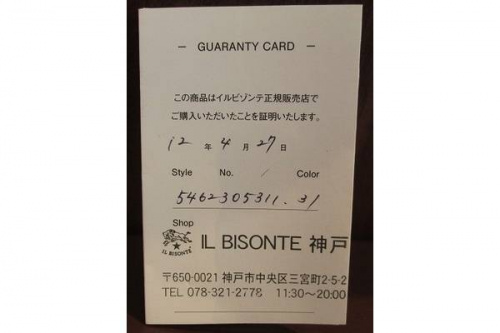 — GUARANTY CARD —
この商品はイルビゾンテ正規販売店で
ご購入いただいたことを証明いたします。
12 年 4 月 27 日
Style No. / Color
5462305311.31
Shop
IL BISONTE
IL BISONTE 神戸
〒650-0021 神戸市中央区三宮町2-5-2
TEL 078-321-2778 11:30~20:00